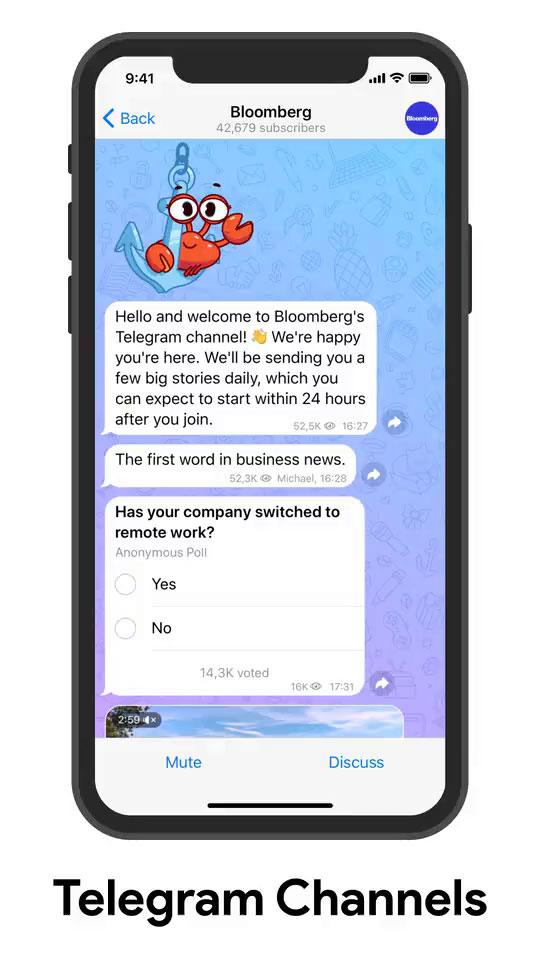 9:41
Back
Bloomberg
42,679 subscribers
Bloomberg
Hello and welcome to Bloomberg's
Telegram channel! 👋 We're happy
you're here. We'll be sending you a
few big stories daily, which you
can expect to start within 24 hours
after you join.
52,5K 16:27
The first word in business news.
52,3K Michael, 16:28
Has your company switched to
remote work?
Anonymous Poll
Yes
No
14,3K voted
16K 17:31
2:59
Mute
Discuss
Telegram Channels